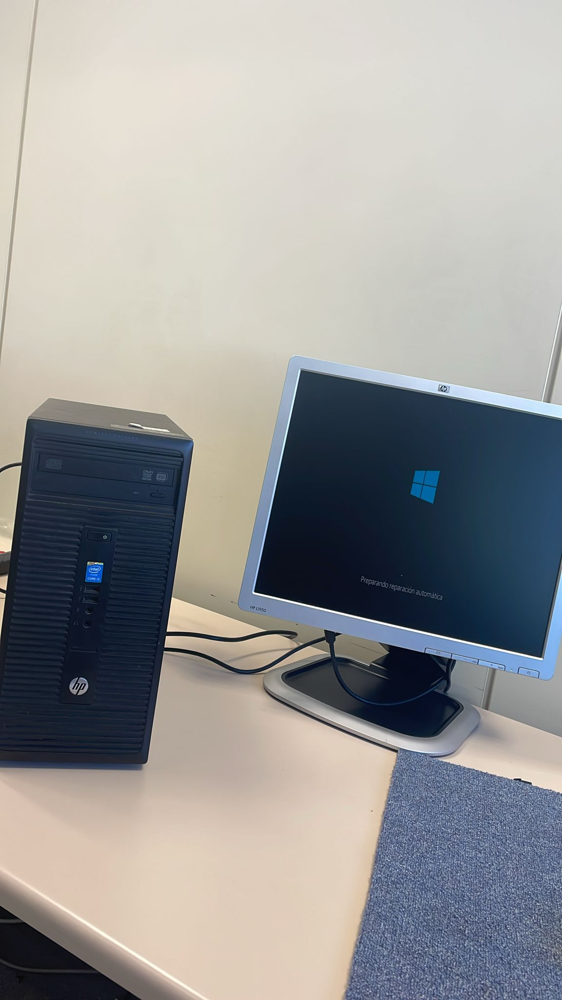 HEWLETT-PACKARD
DVD
RW
intel
inside
CORE i3
hp
hp
Preparando reparación automática
HP L1950